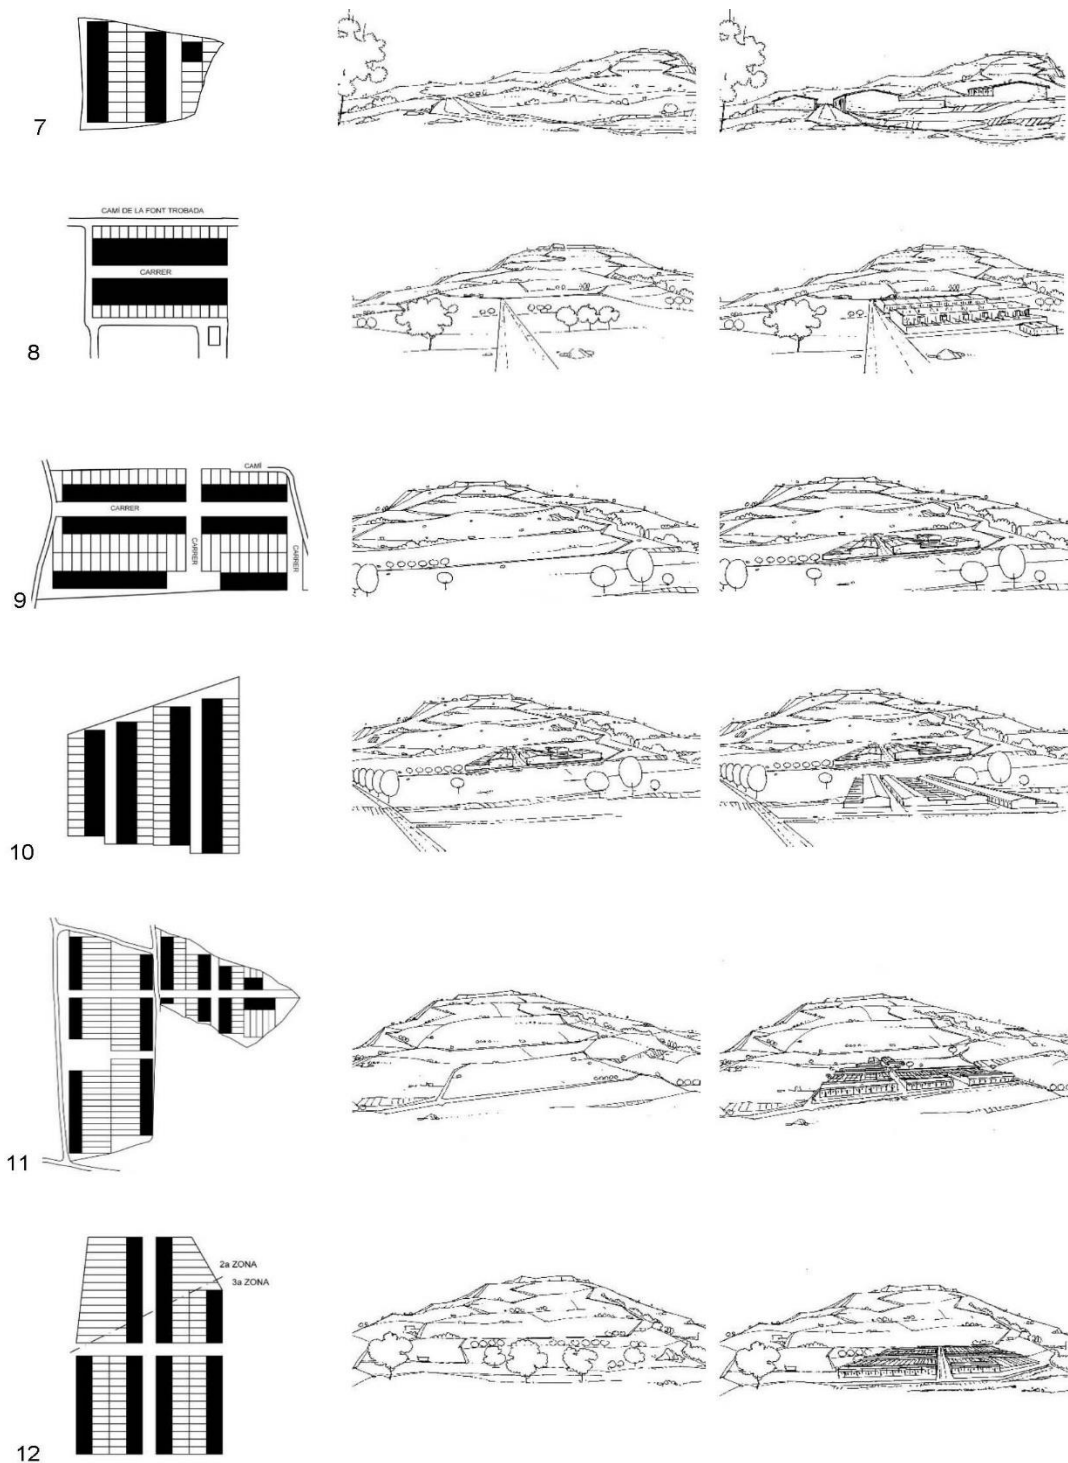 7
CAMÍ DE LA FONT TROBADA
CARRER
8
CAMÍ
CARRER
CARRER
CARRER
9
10
11
2a ZONA
3a ZONA
12